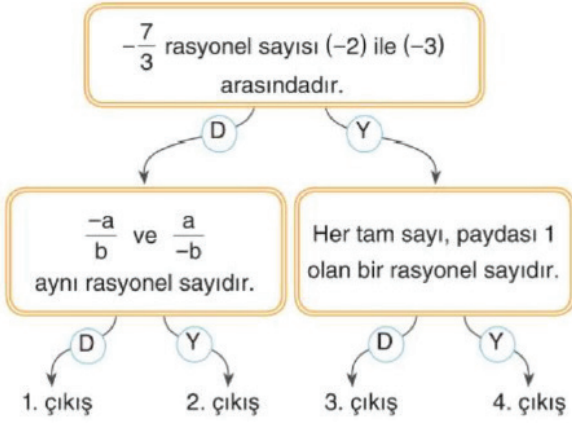 -7/3 rasyonel sayısı (-2) ile (-3)
arasındadır.
D
Y
-a/b ve a/-b
aynı rasyonel sayıdır.
Her tam sayı, paydası 1
olan bir rasyonel sayıdır.
D
Y
D
Y
1. çıkış
2. çıkış
3. çıkış
4. çıkış